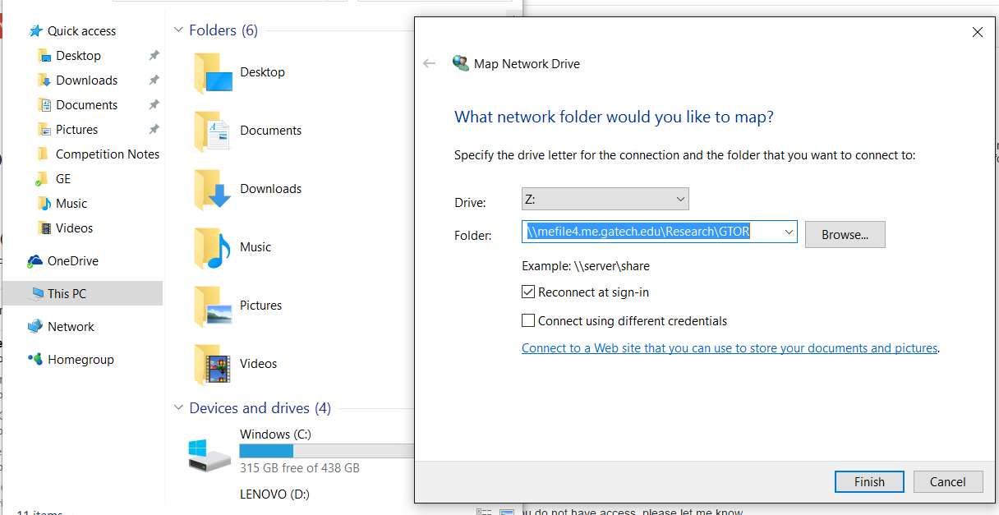 Quick access
Desktop
Downloads
Documents
Pictures
Competition Notes
GE
Music
Videos
OneDrive
This PC
Network
Homegroup
Folders (6)
Desktop
Documents
Downloads
Music
Pictures
Videos
Devices and drives (4)
Windows (C:)
315 GB free of 438 GB
LENOVO (D:)
11 items
Map Network Drive
What network folder would you like to map?
Specify the drive letter for the connection and the folder that you want to connect to:
Drive: Z:
Folder: \\mefile4.me.gatech.edu\Research\GTOR Browse...
Example: \\server\share
Reconnect at sign-in
Connect using different credentials
Connect to a Web site that you can use to store your documents and pictures.
Finish Cancel
do not have access, please let me know